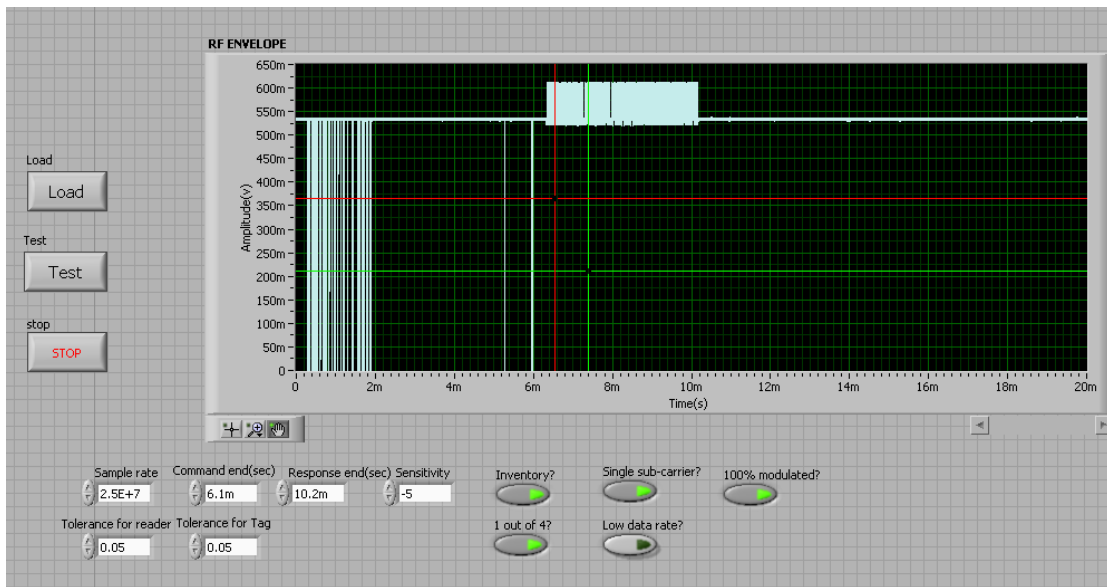 RF ENVELOPE
650m
600m
550m
500m
450m
400m
350m
300m
250m
200m
150m
100m
50m
0
Amplitude(v)
0 2m 4m 6m 8m 10m 12m 14m 16m 18m 20m
Time(s)
Load
Load
Test
Test
stop
STOP
Sample rate Command end(sec) Response end(sec) Sensitivity Inventory? Single sub-carrier? 100% modulated?
2.5E+7 6.1m 10.2m -5
Tolerance for reader Tolerance for Tag 1 out of 4? Low data rate?
0.05 0.05